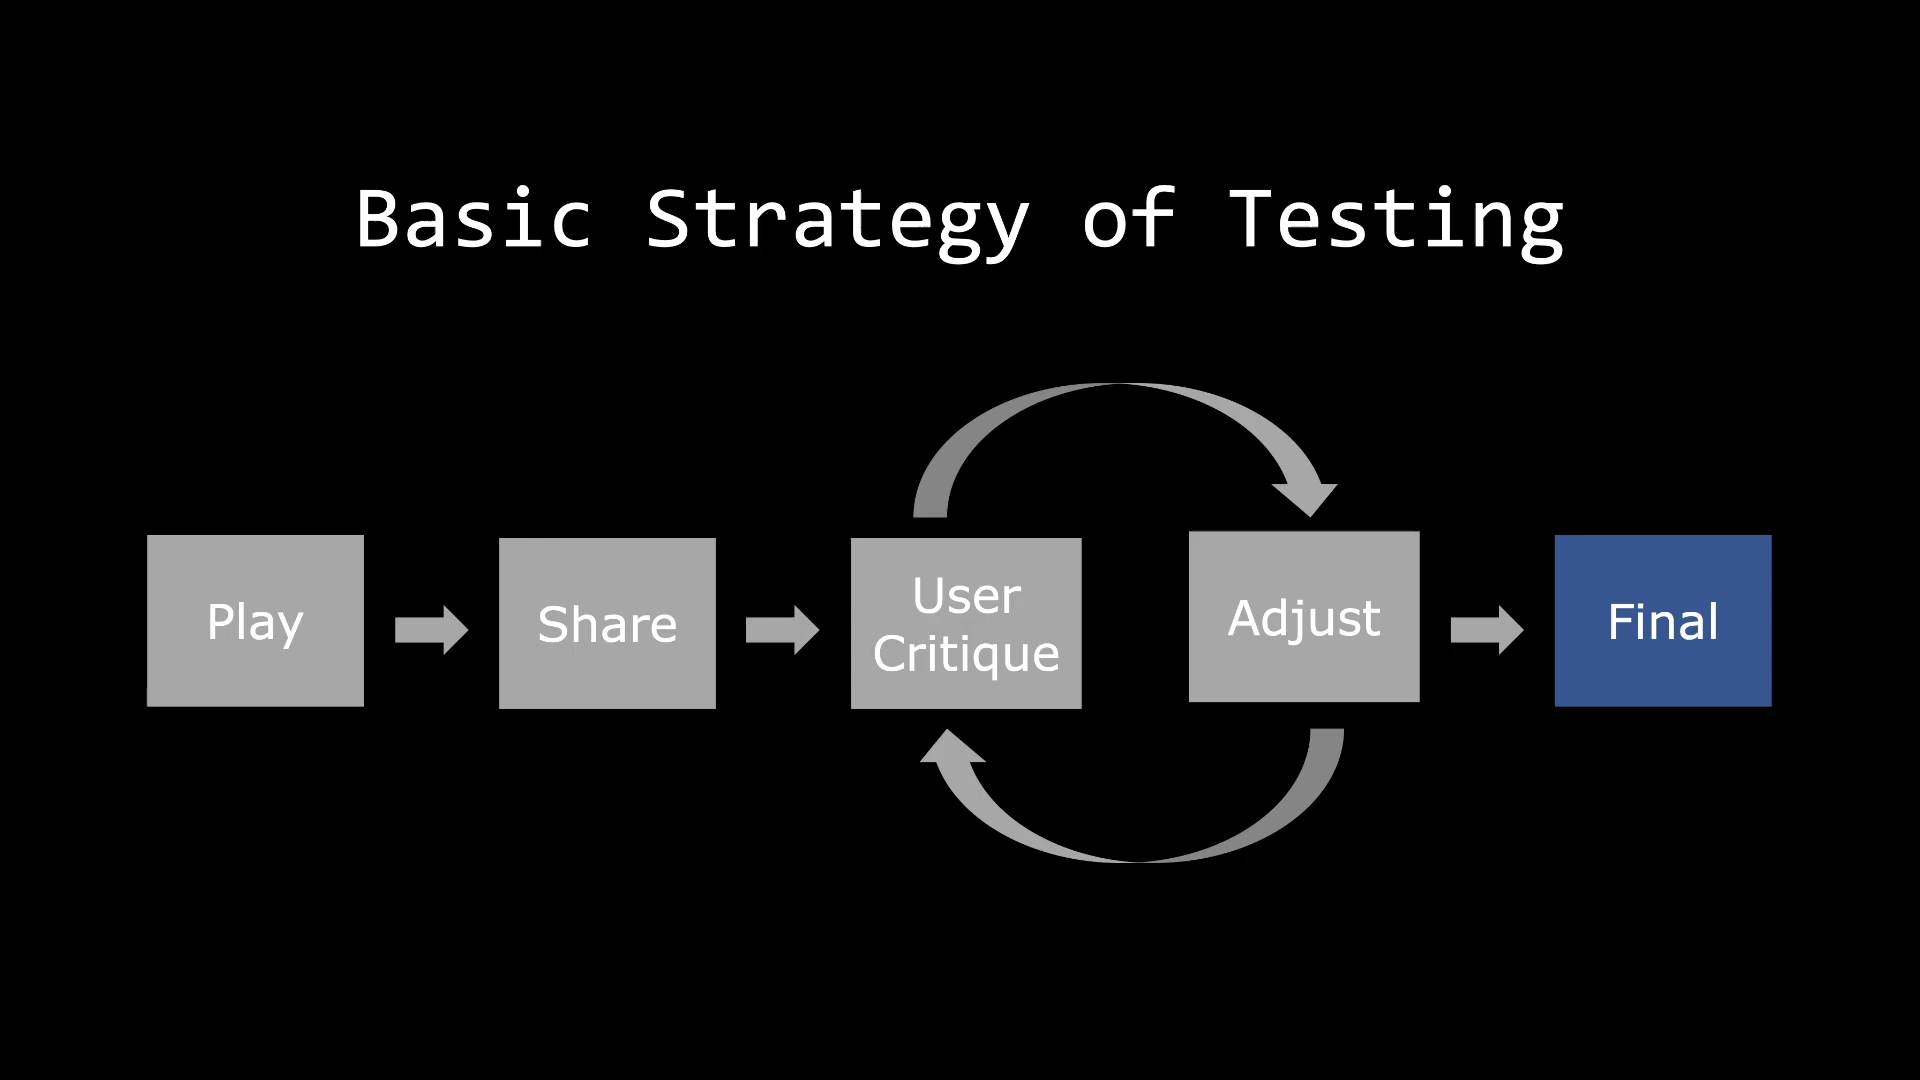 Basic Strategy of Testing
Play
Share
User
Critique
Adjust
Final